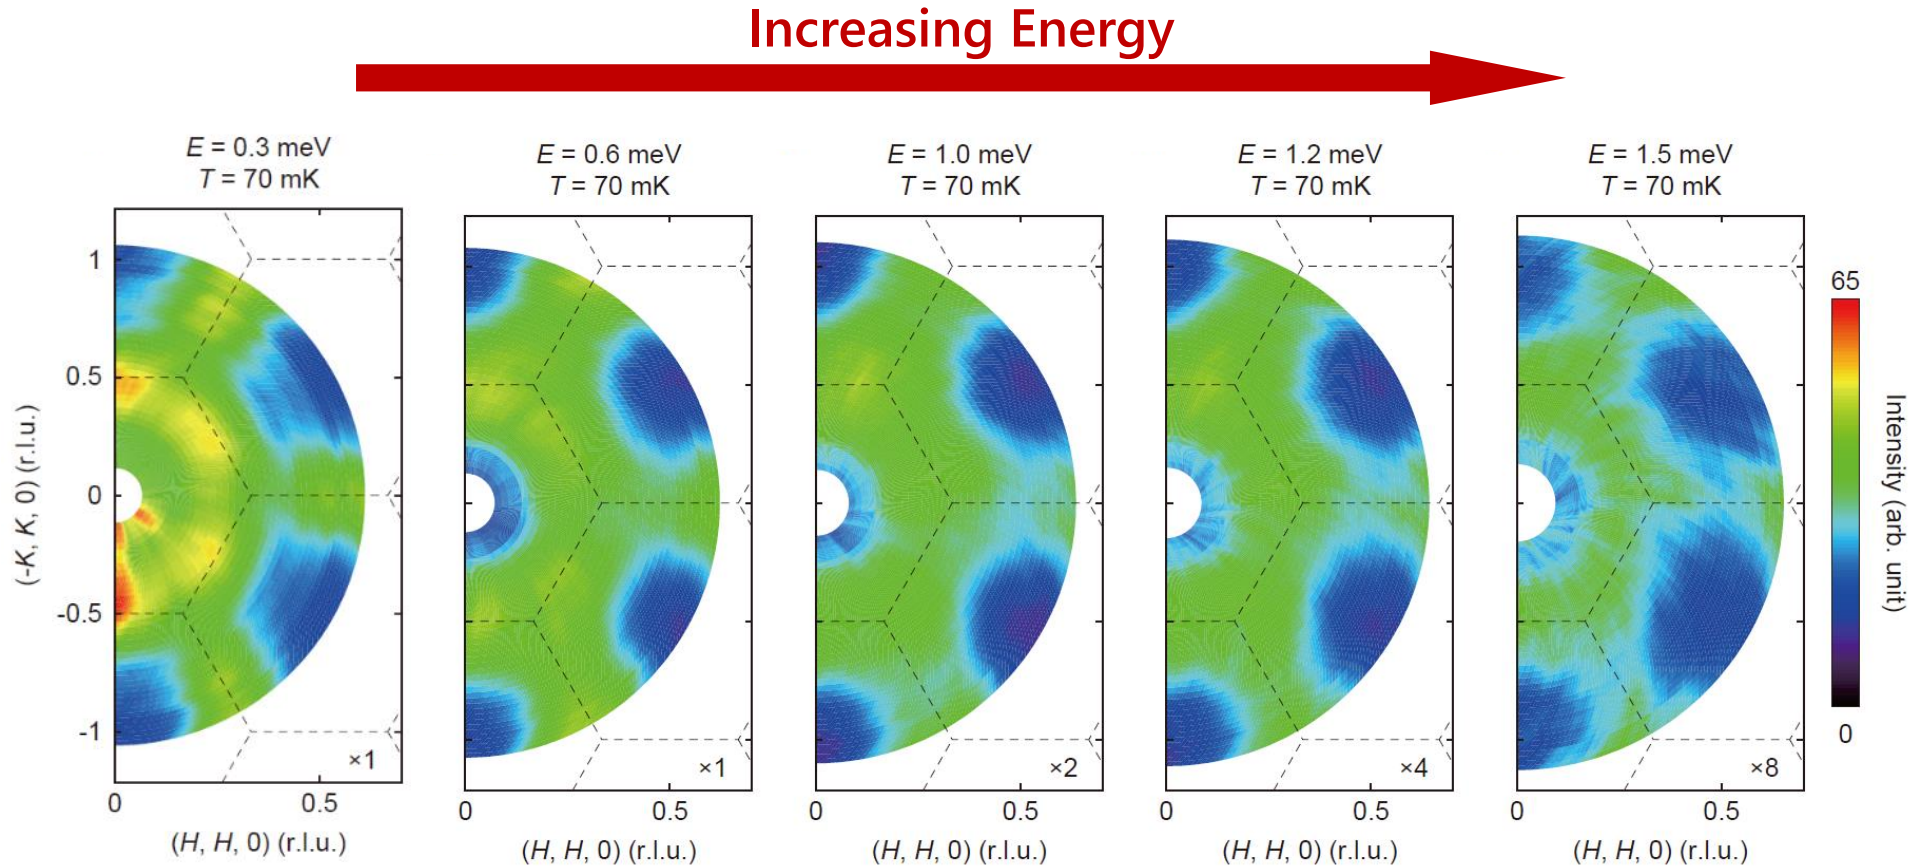 Increasing Energy
E = 0.3 meV
T = 70 mK
E = 0.6 meV
T = 70 mK
E = 1.0 meV
T = 70 mK
E = 1.2 meV
T = 70 mK
E = 1.5 meV
T = 70 mK
(-K, K, 0) (r.l.u.)
1
0.5
0
-0.5
-1
×1
×1
×2
×4
×8
0
0.5
0
0.5
0
0.5
0
0.5
0
0.5
(H, H, 0) (r.l.u.)
(H, H, 0) (r.l.u.)
(H, H, 0) (r.l.u.)
(H, H, 0) (r.l.u.)
(H, H, 0) (r.l.u.)
65
0
Intensity (arb. unit)